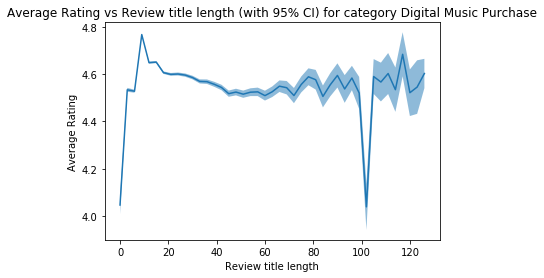 Average Rating vs Review title length (with 95% CI) for category Digital Music Purchase
4.8
4.6
4.4
4.2
4.0
Average Rating
0 20 40 60 80 100 120
Review title length